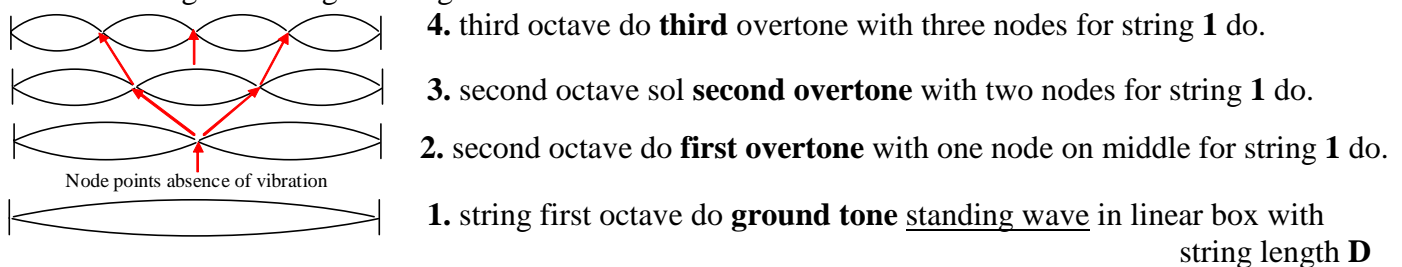 4. third octave do third overtone with three nodes for string 1 do.
3. second octave sol second overtone with two nodes for string 1 do.
2. second octave do first overtone with one node on middle for string 1 do.
Node points absence of vibration
1. string first octave do ground tone standing wave in linear box with
string length D